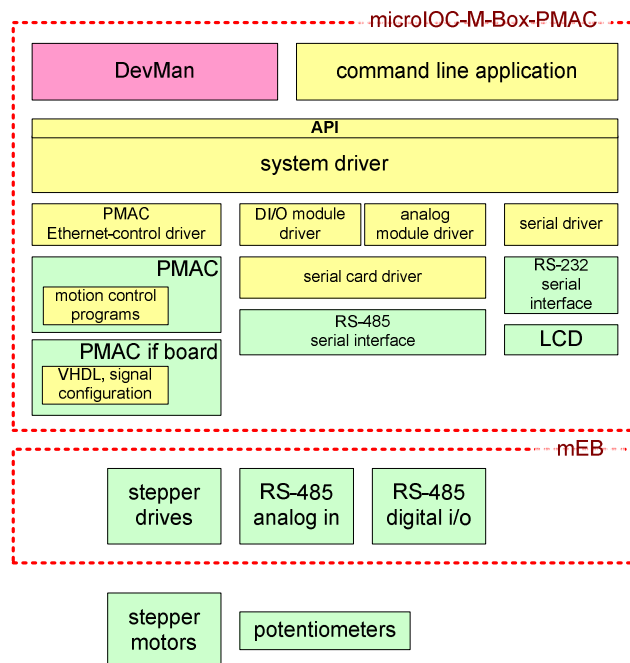 microIOC-M-Box-PMAC
DevMan
command line application
API
system driver
PMAC
Ethernet-control driver
DI/O module
driver
analog
module driver
serial driver
PMAC
motion control
programs
serial card driver
RS-232
serial
interface
RS-485
serial interface
LCD
PMAC if board
VHDL, signal
configuration
mEB
stepper
drives
RS-485
analog in
RS-485
digital i/o
stepper
motors
potentiometers